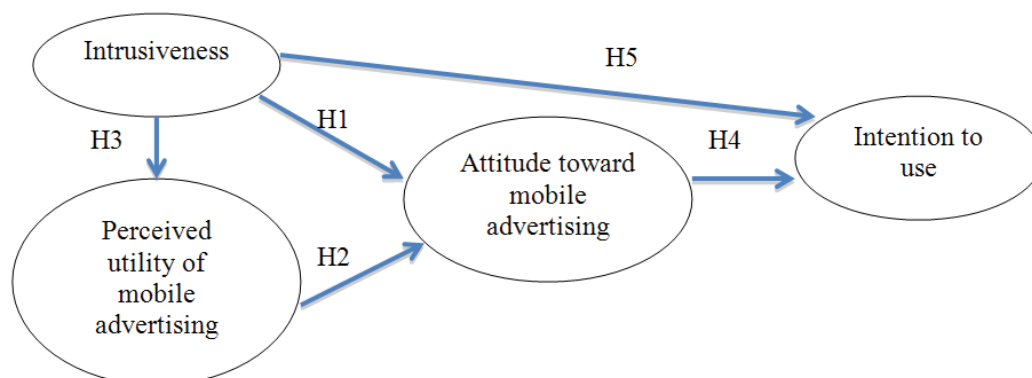 Intrusiveness
H5
H1
H3
Attitude toward
mobile
advertising
H4
Intention to
use
Perceived
utility of
mobile
advertising
H2